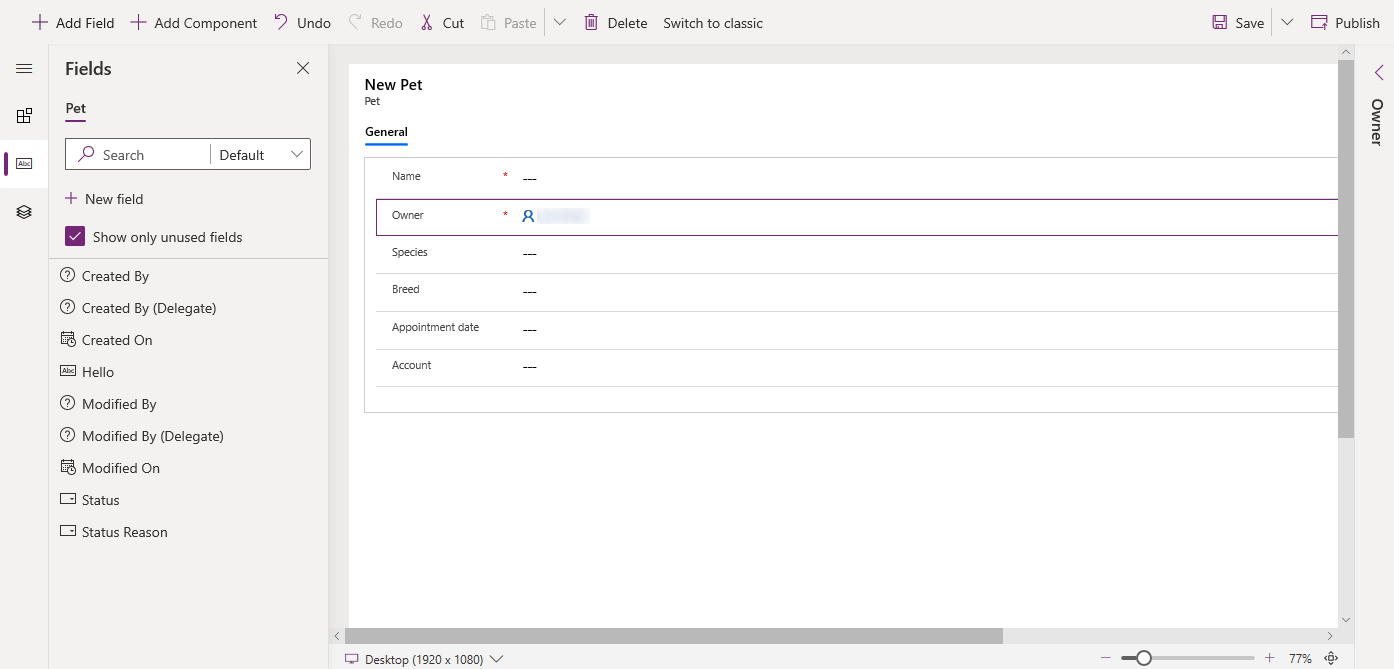 Add Field Add Component Undo Redo Cut Paste Delete Switch to classic Save Publish
Fields
Pet
Search Default
New field
Show only unused fields
Created By
Created By (Delegate)
Created On
Abc Hello
Modified By
Modified By (Delegate)
Modified On
Status
Status Reason
Abc
New Pet
Pet
General
Name * ---
Owner *
Species ---
Breed ---
Appointment date ---
Account ---
Desktop (1920 x 1080) 77%
Owner